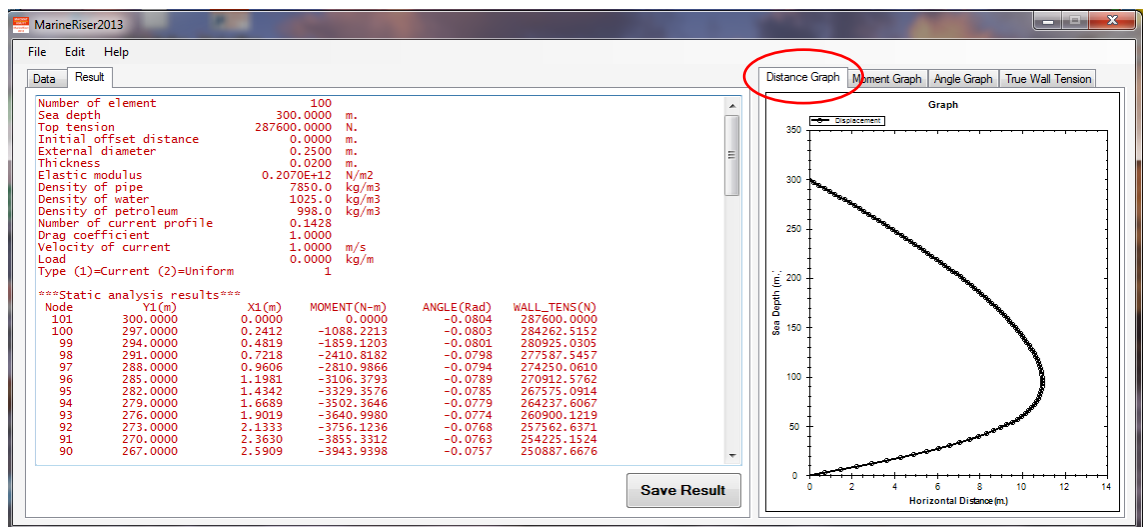 MarineRiser2013
File Edit Help
Data Result
Number of element 100
Sea depth 300.0000 m.
Top tension 287600.0000 N.
Initial offset distance 0.0000 m.
External diameter 0.2500 m.
Thickness 0.0200 m.
Elastic modulus 0.2070E+12 N/m2
Density of pipe 7850.0 kg/m3
Density of water 1025.0 kg/m3
Density of petroleum 998.0 kg/m3
Number of current profile 0.1428
Drag coefficient 1.0000
Velocity of current 1.0000 m/s
Load 0.0000 kg/m
Type (1)=Current (2)=Uniform 1
***Static analysis results***
Node Y1(m) X1(m) MOMENT(N-m) ANGLE(Rad) WALL_TENS(N)
101 300.0000 0.0000 0.0000 -0.0804 287600.0000
100 297.0000 0.2412 -1088.2213 -0.0803 284262.5152
99 294.0000 0.4819 -1859.1203 -0.0801 280925.0305
98 291.0000 0.7218 -2410.8182 -0.0798 277587.5457
97 288.0000 0.9606 -2810.9866 -0.0794 274250.0610
96 285.0000 1.1981 -3106.3793 -0.0789 270912.5762
95 282.0000 1.4342 -3329.3576 -0.0785 267575.0914
94 279.0000 1.6689 -3502.3646 -0.0779 264237.6067
93 276.0000 1.9019 -3640.9980 -0.0774 260900.1219
92 273.0000 2.1333 -3756.1236 -0.0768 257562.6371
91 270.0000 2.3630 -3855.3312 -0.0763 254225.1524
90 267.0000 2.5909 -3943.9398 -0.0757 250887.6676
Save Result
Distance Graph Moment Graph Angle Graph True Wall Tension
Graph
Displacement
350
300
250
200
150
100
50
0
Sea Depth (m.)
0 2 4 6 8 10 12 14
Horizontal Distance(m.)